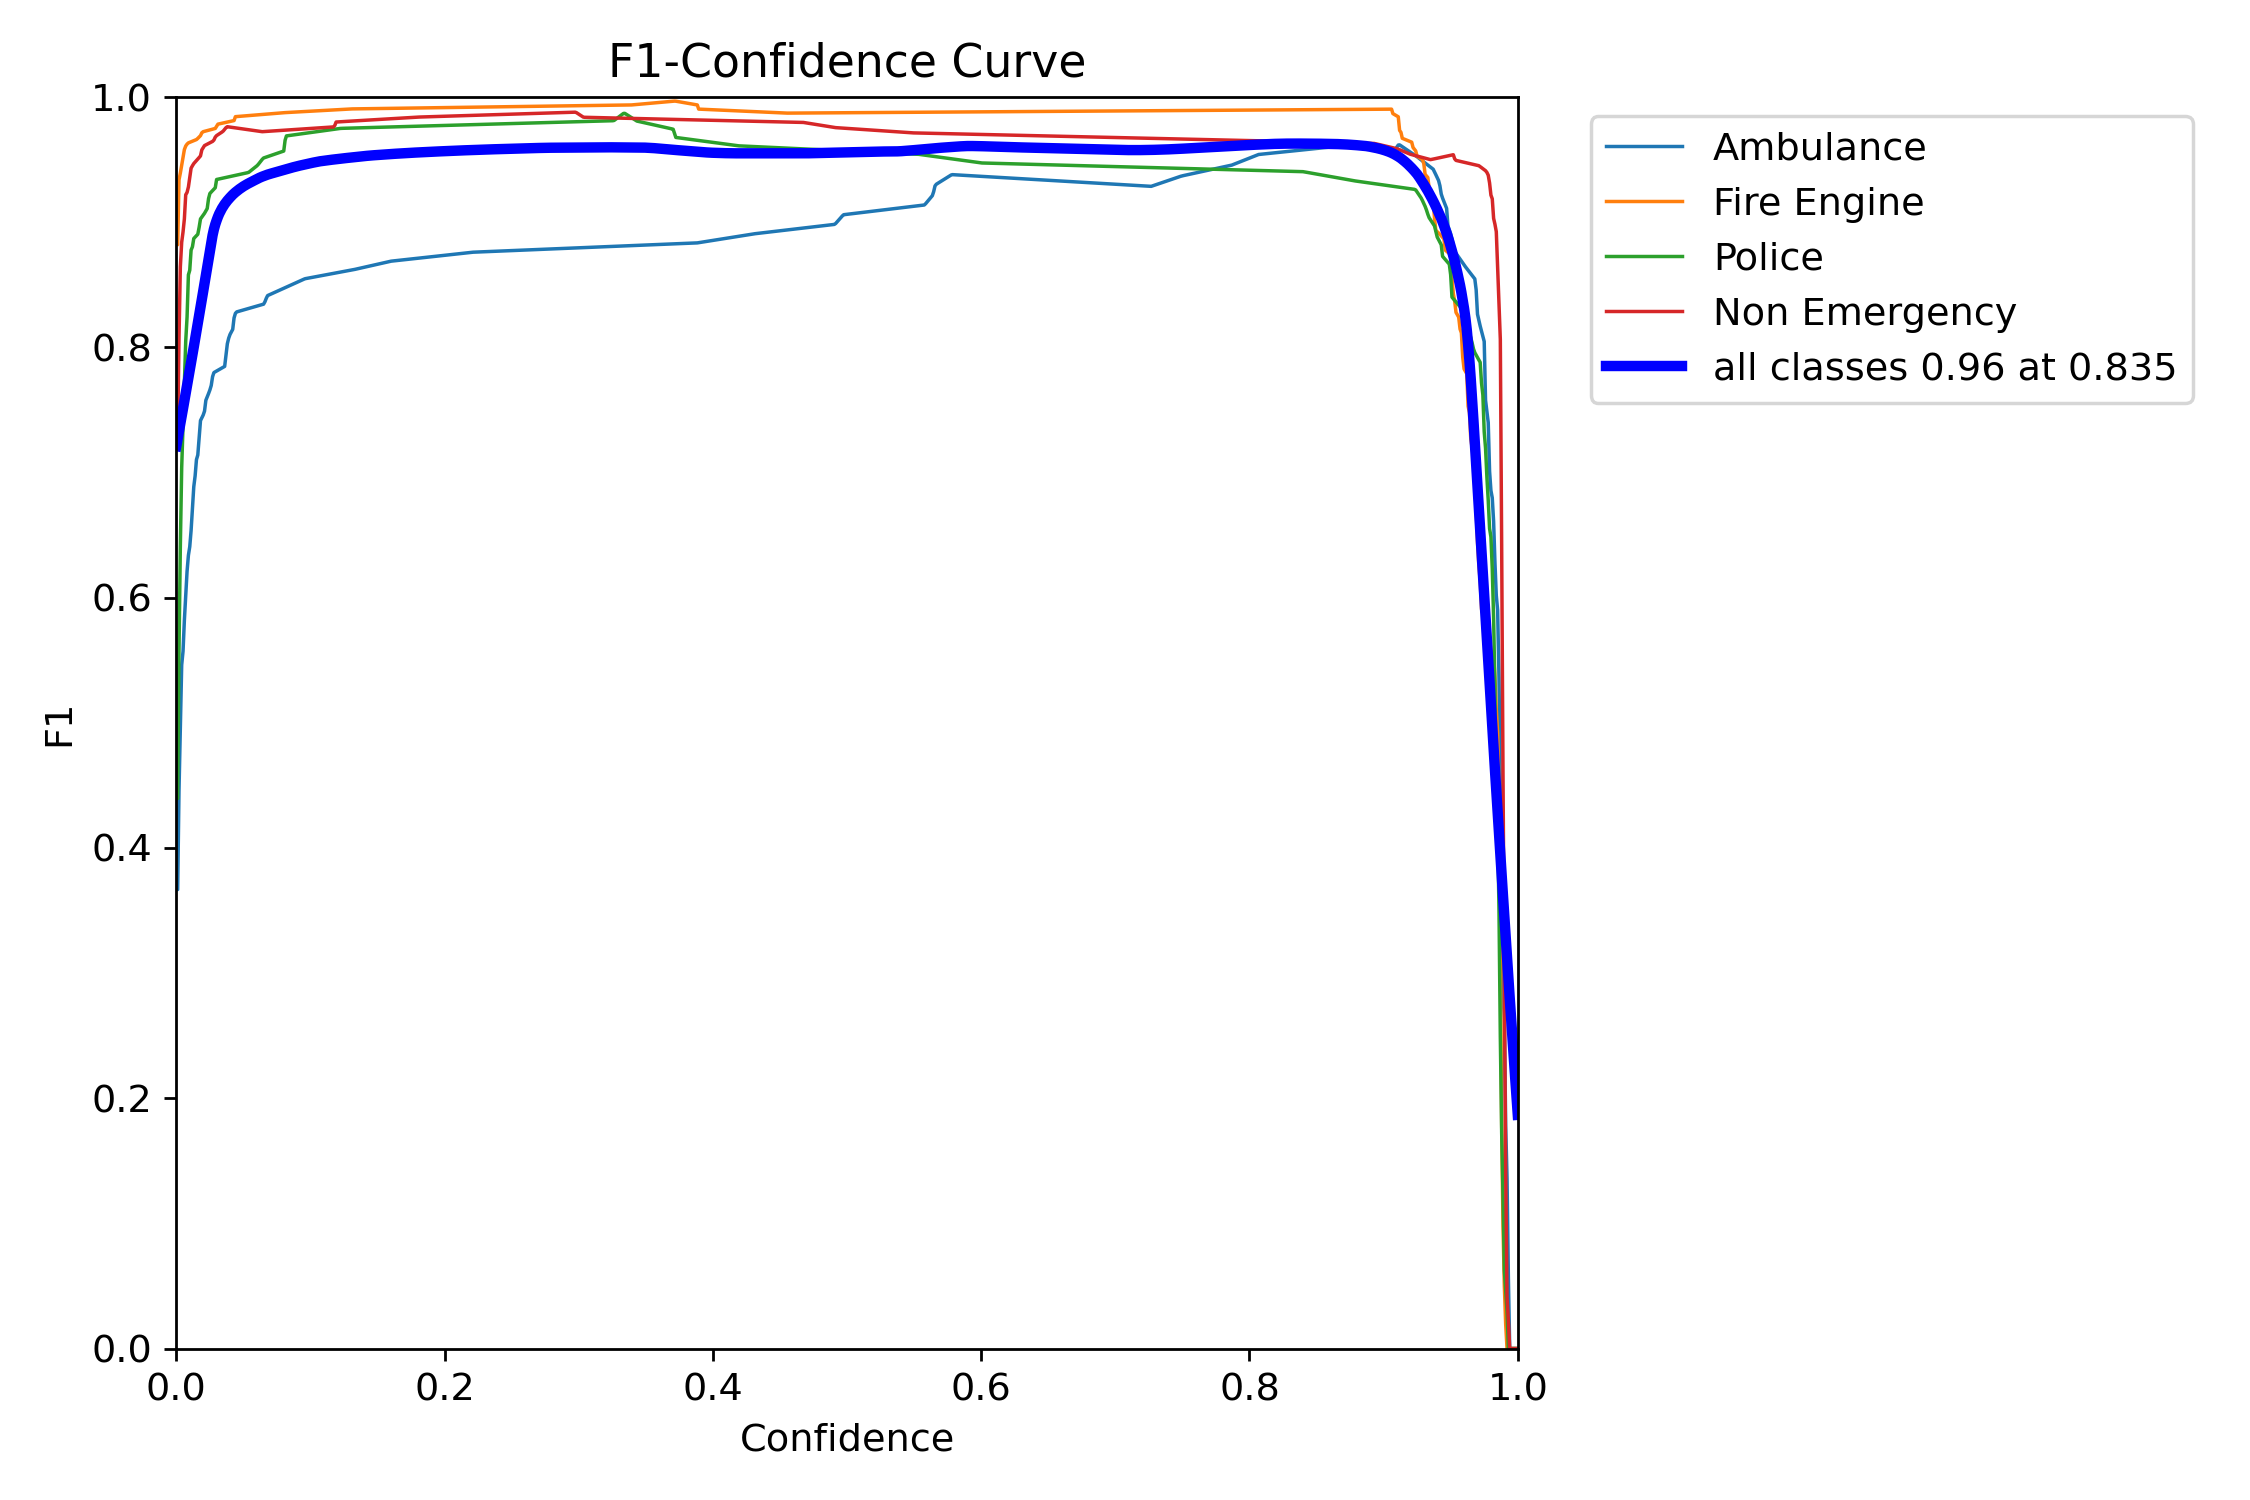 F1-Confidence Curve
1.0
0.8
0.6
0.4
0.2
0.0
F1
0.0 0.2 0.4 0.6 0.8 1.0
Confidence
Ambulance
Fire Engine
Police
Non Emergency
all classes 0.96 at 0.835